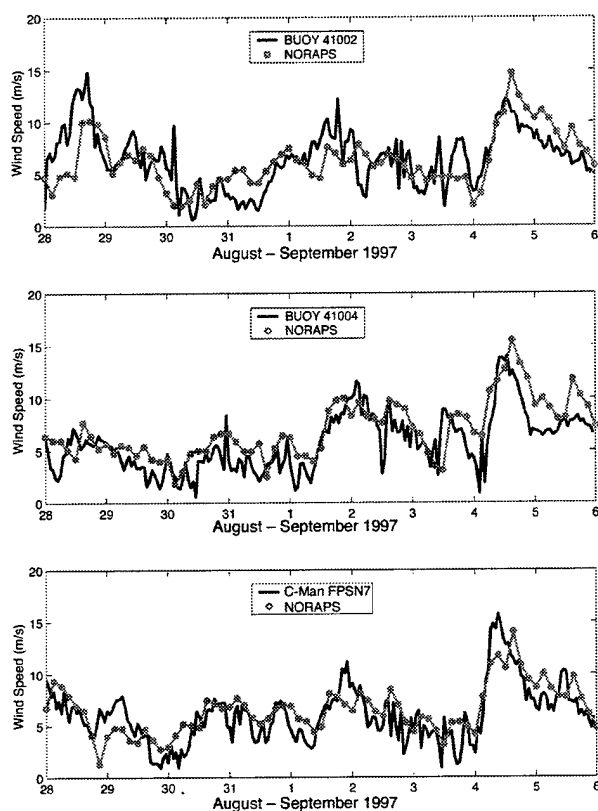 20
15
10
5
0
Wind Speed (m/s)
BUOY 41002
NORAPS
28 29 30 31 1 2 3 4 5 6
August – September 1997
20
15
10
5
0
Wind Speed (m/s)
BUOY 41004
NORAPS
28 29 30 31 1 2 3 4 5 6
August – September 1997
20
15
10
5
0
Wind Speed (m/s)
C-Man FPSN7
NORAPS
28 29 30 31 1 2 3 4 5 6
August – September 1997